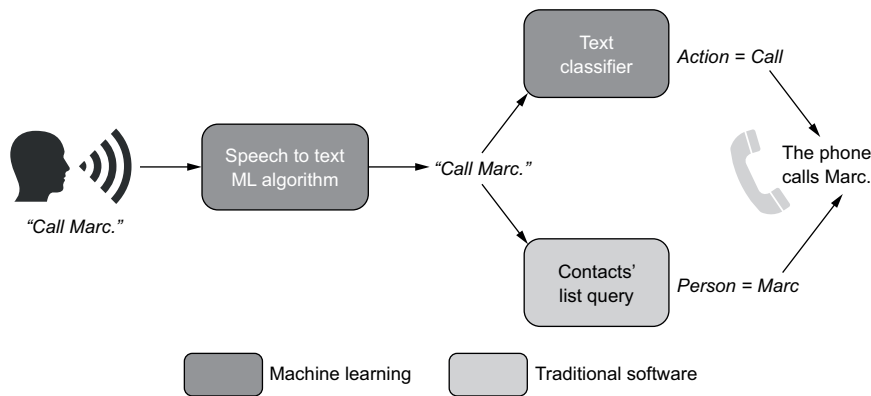 “Call Marc.”
Speech to text
ML algorithm
“Call Marc.”
Text
classifier
Action = Call
Contacts’
list query
Person = Marc
The phone
calls Marc.
Machine learning
Traditional software